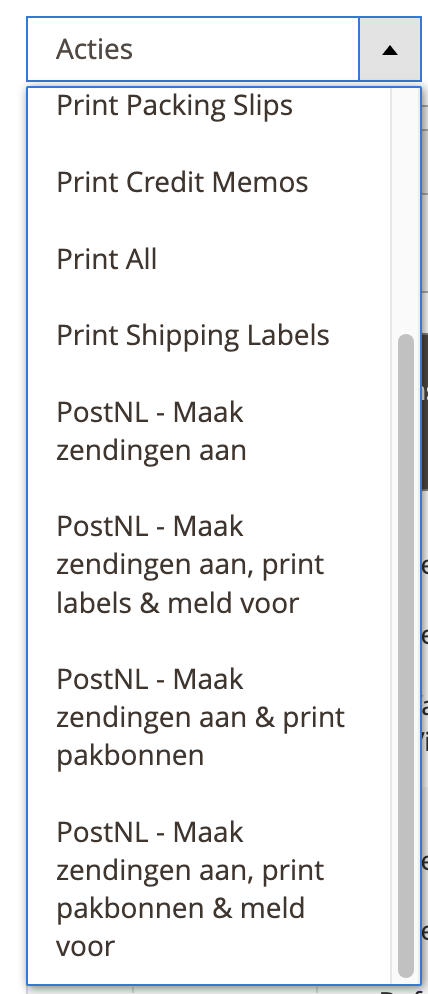 Acties
Print Packing Slips
Print Credit Memos
Print All
Print Shipping Labels
PostNL - Maak
zendingen aan
PostNL - Maak
zendingen aan, print
labels & meld voor
PostNL - Maak
zendingen aan & print
pakbonnen
PostNL - Maak
zendingen aan, print
pakbonnen & meld
voor